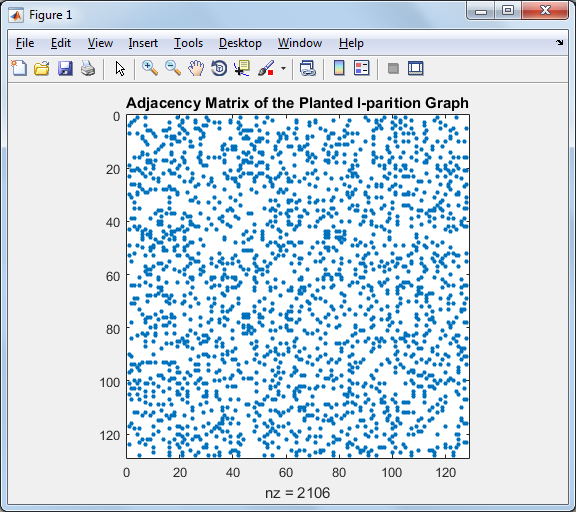 Figure 1
File Edit View Insert Tools Desktop Window Help
Adjacency Matrix of the Planted l-parition Graph
0
20
40
60
80
100
120
0 20 40 60 80 100 120
nz = 2106